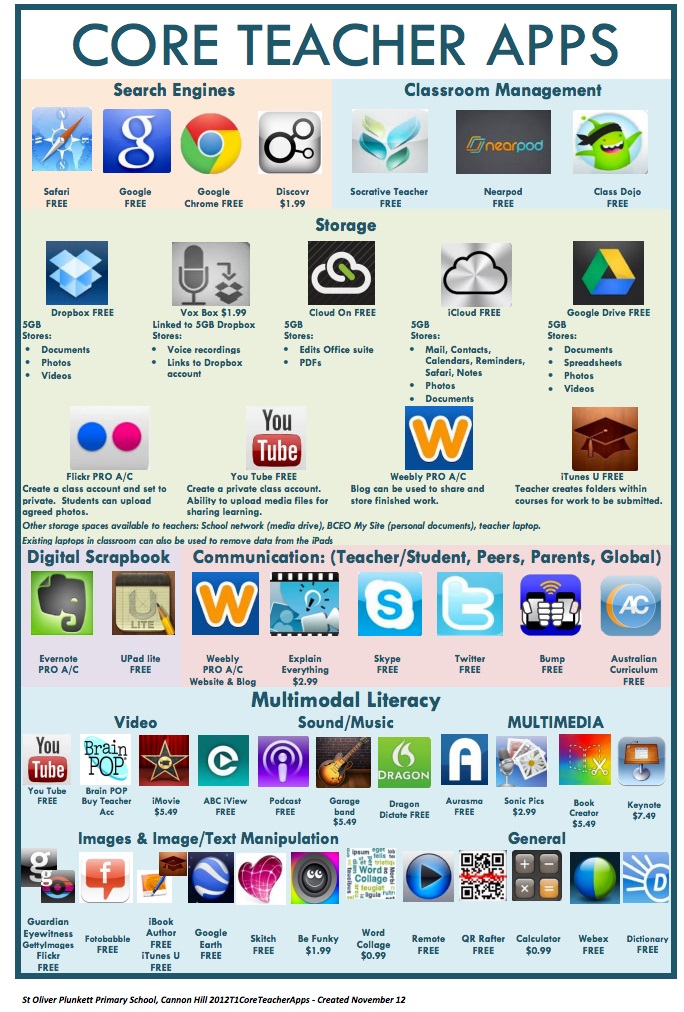 CORE TEACHER APPS
Search Engines
Classroom Management
g
nearpod
Safari
FREE
Google
FREE
Google
Chrome FREE
Discovr
$1.99
Socrative Teacher
FREE
Nearpod
FREE
Class Dojo
FREE
Storage
Dropbox FREE
5GB
Stores:
• Documents
• Photos
• Videos
Vox Box $1.99
Linked to 5GB Dropbox
Stores:
• Voice recordings
• Links to Dropbox
account
Cloud On FREE
5GB
Stores:
• Edits Office suite
• PDFs
iCloud FREE
5GB
Stores:
• Mail, Contacts,
Calendars, Reminders,
Safari, Notes
• Photos
• Documents
Google Drive FREE
5GB
Stores:
• Documents
• Spreadsheets
• Photos
• Videos
Flickr PRO A/C
Create a class account and set to
private. Students can upload
agreed photos.
You
Tube
You Tube FREE
Create a private class account.
Ability to upload media files for
sharing learning.
W
Weebly PRO A/C
Blog can be used to share and
store finished work.
iTunes U FREE
Teacher creates folders within
courses for work to be submitted.
Other storage spaces available to teachers: School network (media drive), BCEO My Site (personal documents), teacher laptop.
Existing laptops in classroom can also be used to remove data from the iPads
Digital Scrapbook
Communication: (Teacher/Student, Peers, Parents, Global)
U
LITE
W
S
t
AC
Evernote
PRO A/C
UPad lite
FREE
Weebly
PRO A/C
Website & Blog
Explain
Everything
$2.99
Skype
FREE
Twitter
FREE
Bump
FREE
Australian
Curriculum
FREE
Multimodal Literacy
Video
Sound/Music
MULTIMEDIA
You
Tube
Brain
POP
DRAGON
A
You Tube
FREE
Brain POP
Buy Teacher
Acc
iMovie
$5.49
ABC iView
FREE
Podcast
FREE
Garage
band
$5.49
Dragon
Dictate FREE
Aurasma
FREE
Sonic Pics
$2.99
Book
Creator
$5.49
Keynote
$7.49
Images & Image/Text Manipulation
General
g
f
ipsum
eget
Word
Collage
feugiat
D
Guardian
Eyewitness
GettyImages
Flickr
FREE
Fotobabble
FREE
iBook
Author
FREE
iTunes U
FREE
Google
Earth
FREE
Skitch
FREE
Be Funky
$1.99
Word
Collage
$0.99
Remote
FREE
QR Rafter
FREE
Calculator
$0.99
Webex
FREE
Dictionary
FREE
St Oliver Plunkett Primary School, Cannon Hill 2012T1CoreTeacherApps - Created November 12